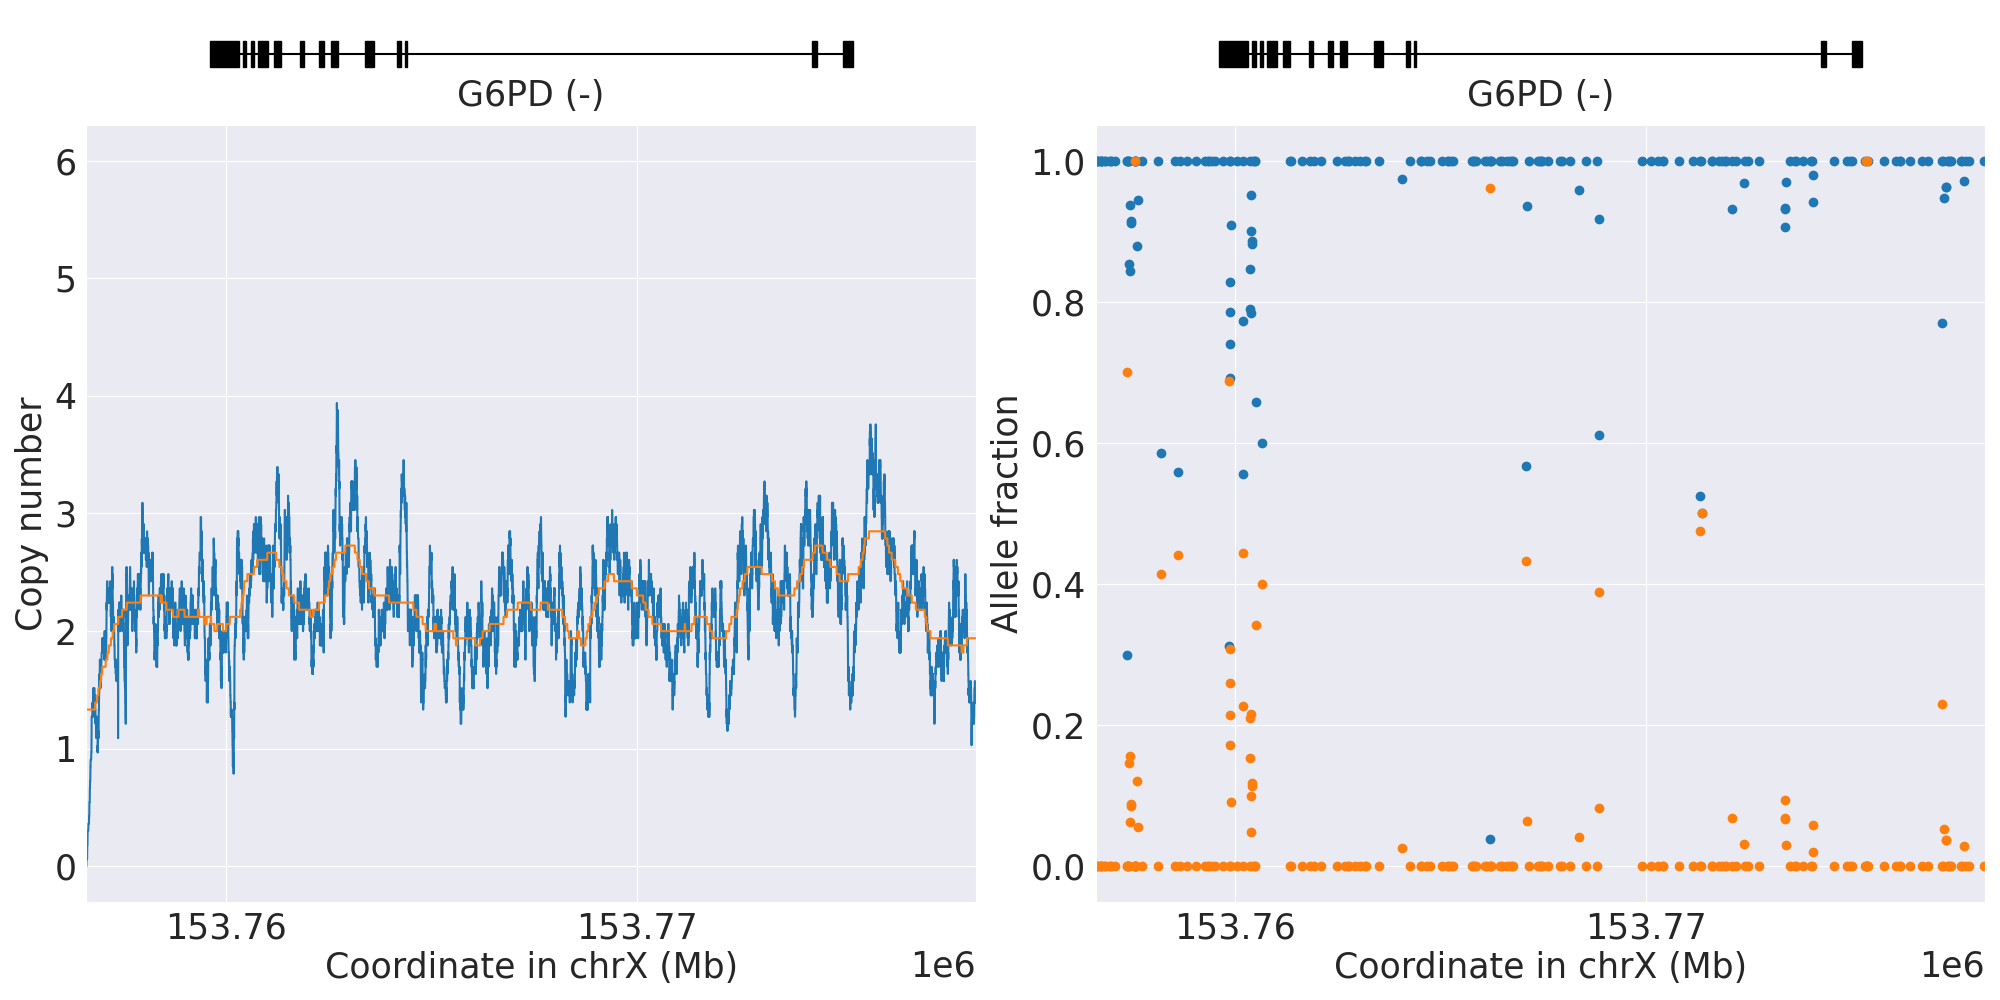 G6PD (-)
6
5
4
3
2
1
0
Copy number
153.76
153.77
Coordinate in chrX (Mb)
1e6
G6PD (-)
1.0
0.8
0.6
0.4
0.2
0.0
Allele fraction
153.76
153.77
Coordinate in chrX (Mb)
1e6